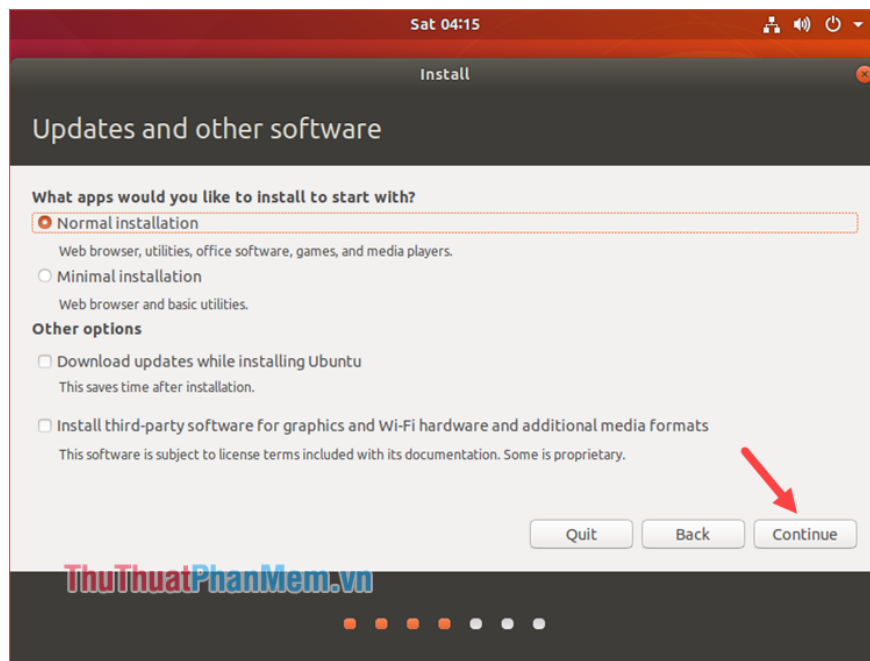 Sat 04:15
Install
Updates and other software
What apps would you like to install to start with?
Normal installation
Web browser, utilities, office software, games, and media players.
Minimal installation
Web browser and basic utilities.
Other options
Download updates while installing Ubuntu
This saves time after installation.
Install third-party software for graphics and Wi-Fi hardware and additional media formats
This software is subject to license terms included with its documentation. Some is proprietary.
Quit Back Continue
ThuThuatPhanMem.vn